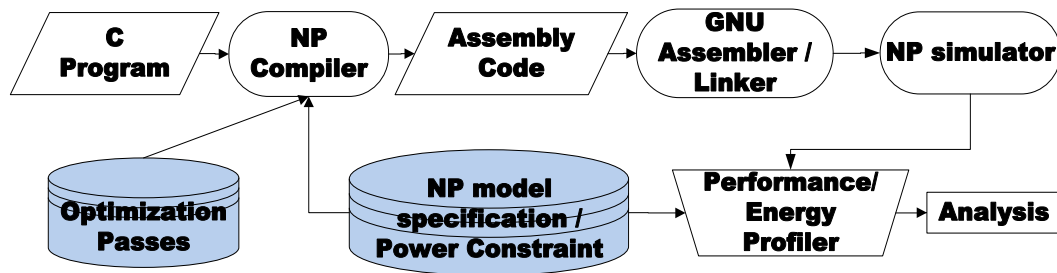 C
Program
NP
Compiler
Assembly
Code
GNU
Assembler /
Linker
NP simulator
Optimization
Passes
NP model
specification /
Power Constraint
Performance/
Energy
Profiler
Analysis